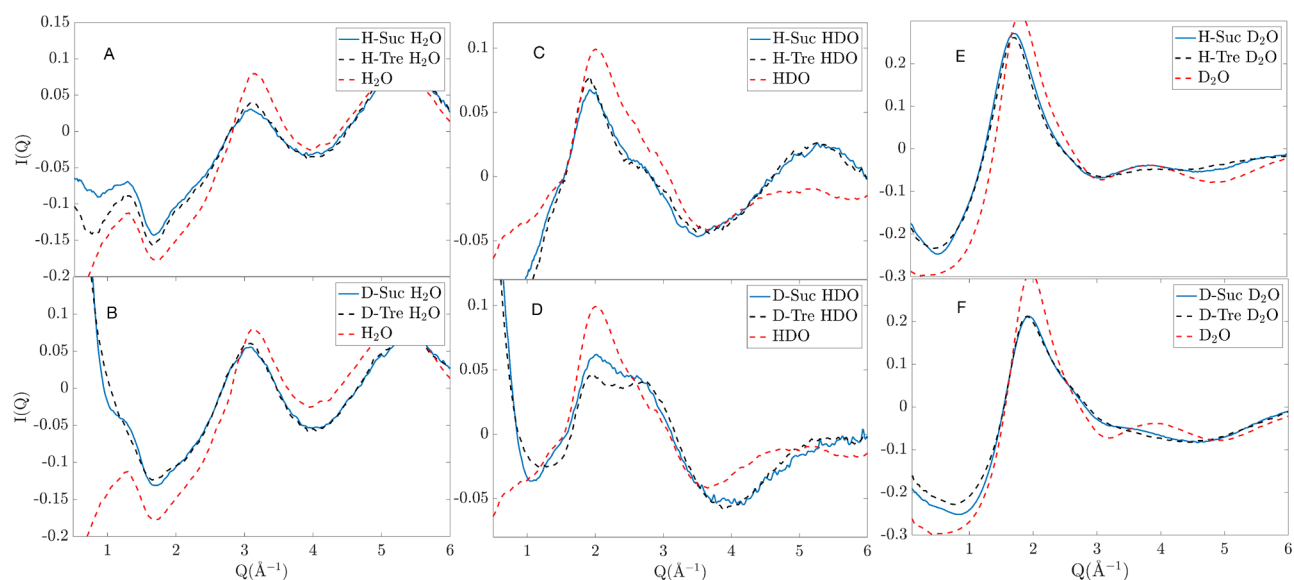 0.15
0.1
0.05
0
-0.05
-0.1
-0.15
-0.2
I(Q)
A
H-Suc H₂O
H-Tre H₂O
H₂O
0.1
0.05
0
-0.05
C
H-Suc HDO
H-Tre HDO
HDO
0.2
0.1
0
-0.1
-0.2
-0.3
E
H-Suc D₂O
H-Tre D₂O
D₂O
0.1
0.05
0
-0.05
-0.1
-0.15
-0.2
I(Q)
B
D-Suc H₂O
D-Tre H₂O
H₂O
1 2 3 4 5 6
Q(Å⁻¹)
0.1
0.05
0
-0.05
D
D-Suc HDO
D-Tre HDO
HDO
1 2 3 4 5 6
Q(Å⁻¹)
0.2
0.1
0
-0.1
-0.2
-0.3
F
D-Suc D₂O
D-Tre D₂O
D₂O
1 2 3 4 5 6
Q(Å⁻¹)